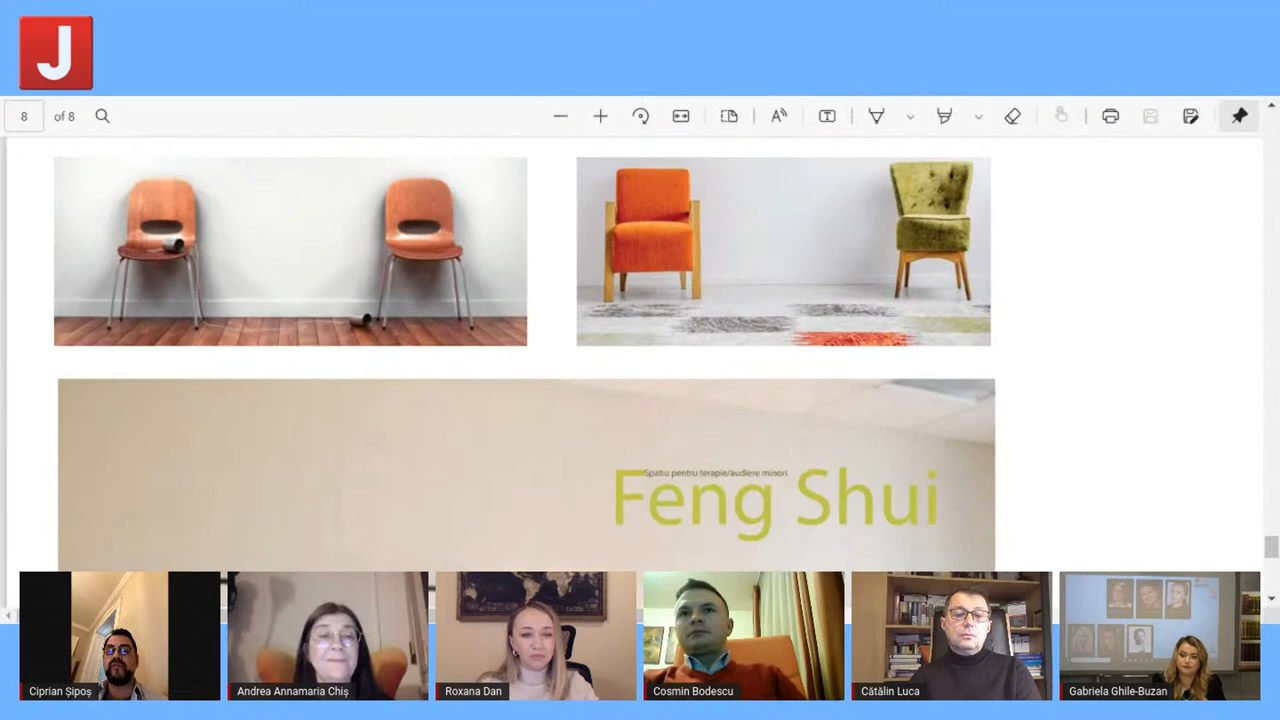 J
8 of 8
Spatiu pentru terapie/audiere minori
Feng Shui
Ciprian Șipoș
Andrea Annamaria Chiș
Roxana Dan
Cosmin Bodescu
Cătălin Luca
Gabriela Ghile-Buzan